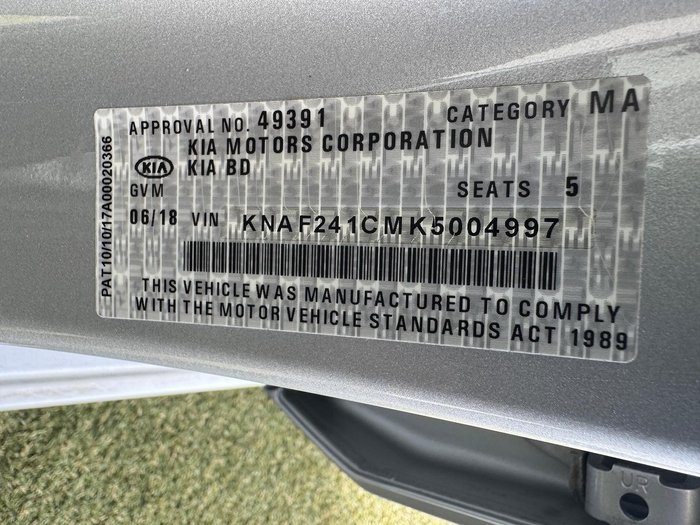 APPROVAL NO. 49391 CATEGORY MA
KIA MOTORS CORPORATION
KIA KIA BD
GVM SEATS 5
06/18 VIN KNAF241CMK5004997
THIS VEHICLE WAS MANUFACTURED TO COMPLY
WITH THE MOTOR VEHICLE STANDARDS ACT 1989
PAT10/10/17A00020366
UR